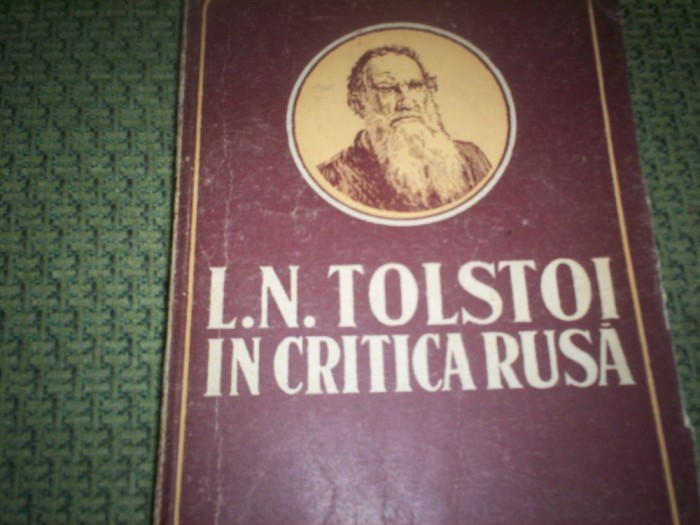 L.N. TOLSTOI
IN CRITICA RUSĂ